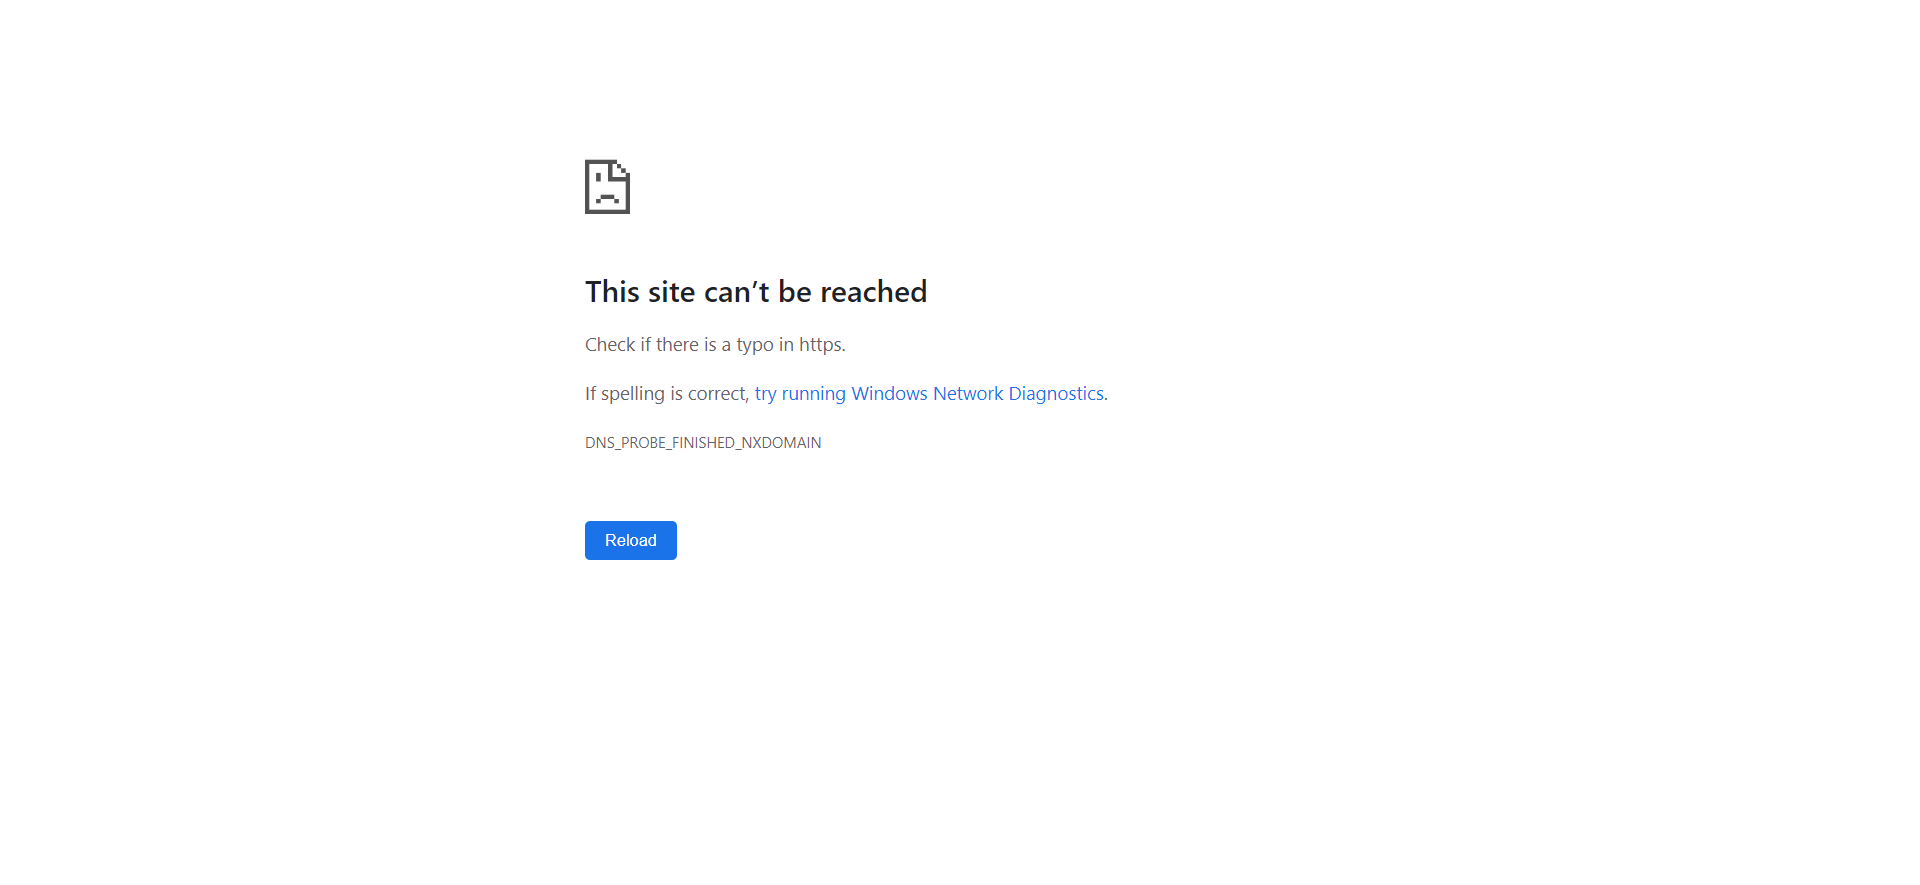 This site can’t be reached
Check if there is a typo in https.
If spelling is correct, try running Windows Network Diagnostics.
DNS_PROBE_FINISHED_NXDOMAIN
Reload